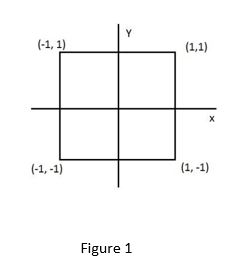 Y
(-1, 1)
(1,1)
x
(-1, -1)
(1, -1)
Figure 1